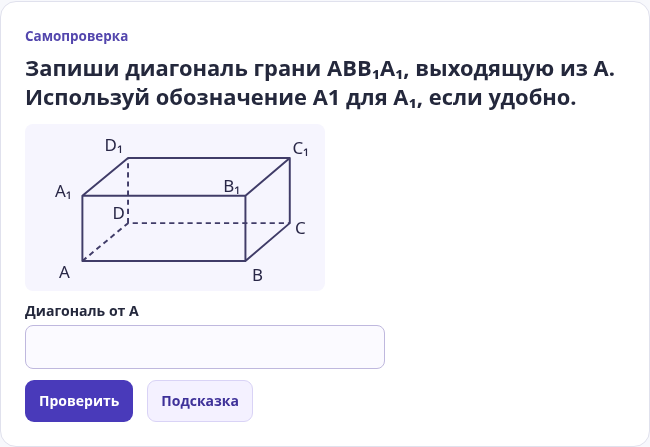 Самопроверка
Запиши диагональ грани ABB₁A₁, выходящую из A.
Используй обозначение A1 для A₁, если удобно.
D₁
C₁
A₁
B₁
D
C
A
B
Диагональ от A
Проверить
Подсказка